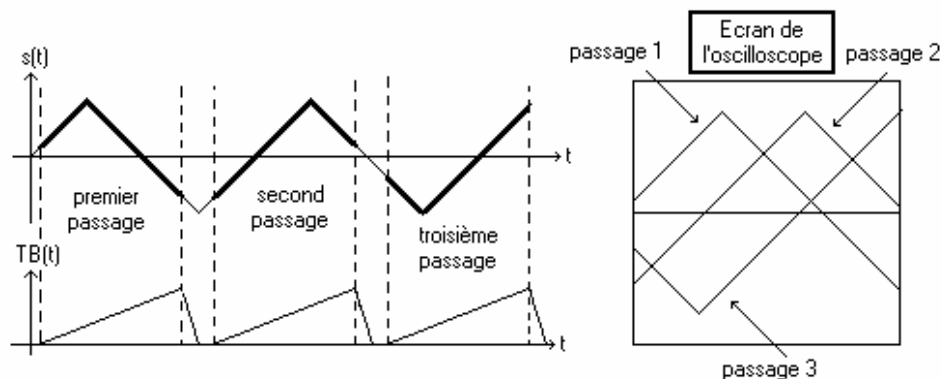 s(t)
t
premier
passage
second
passage
troisième
passage
TB(t)
t
Ecran de
l'oscilloscope
passage 1
passage 2
passage 3